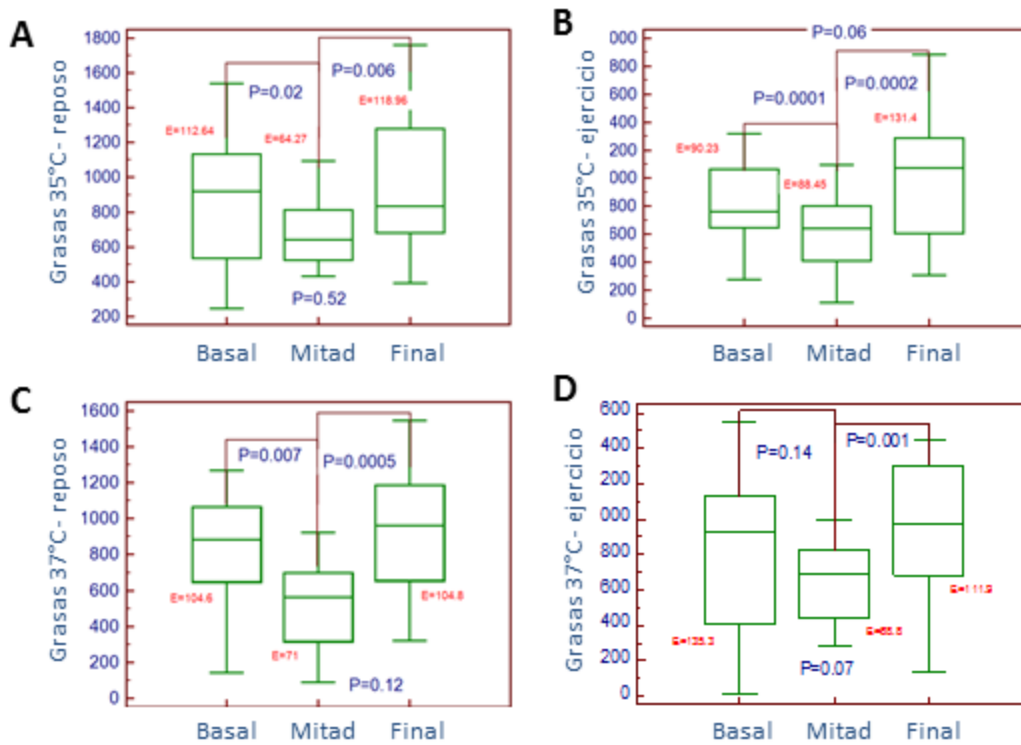 A
Grasas 35°C- reposo
1800
1600
1400
1200
1000
800
600
400
200
P=0.02
P=0.006
P=0.52
E=112.64
E=64.27
E=118.96
Basal Mitad Final
B
Grasas 35°C- ejercicio
000
800
600
400
200
000
800
600
400
200
0
P=0.06
P=0.0001
P=0.0002
E=90.23
E=88.45
E=131.4
Basal Mitad Final
C
Grasas 37°C- reposo
1600
1400
1200
1000
800
600
400
200
0
P=0.007
P=0.0005
P=0.12
E=104.6
E=71
E=104.8
Basal Mitad Final
D
Grasas 37°C- ejercicio
600
400
200
000
800
600
400
200
0
P=0.14
P=0.001
P=0.07
E=111.9
Basal Mitad Final